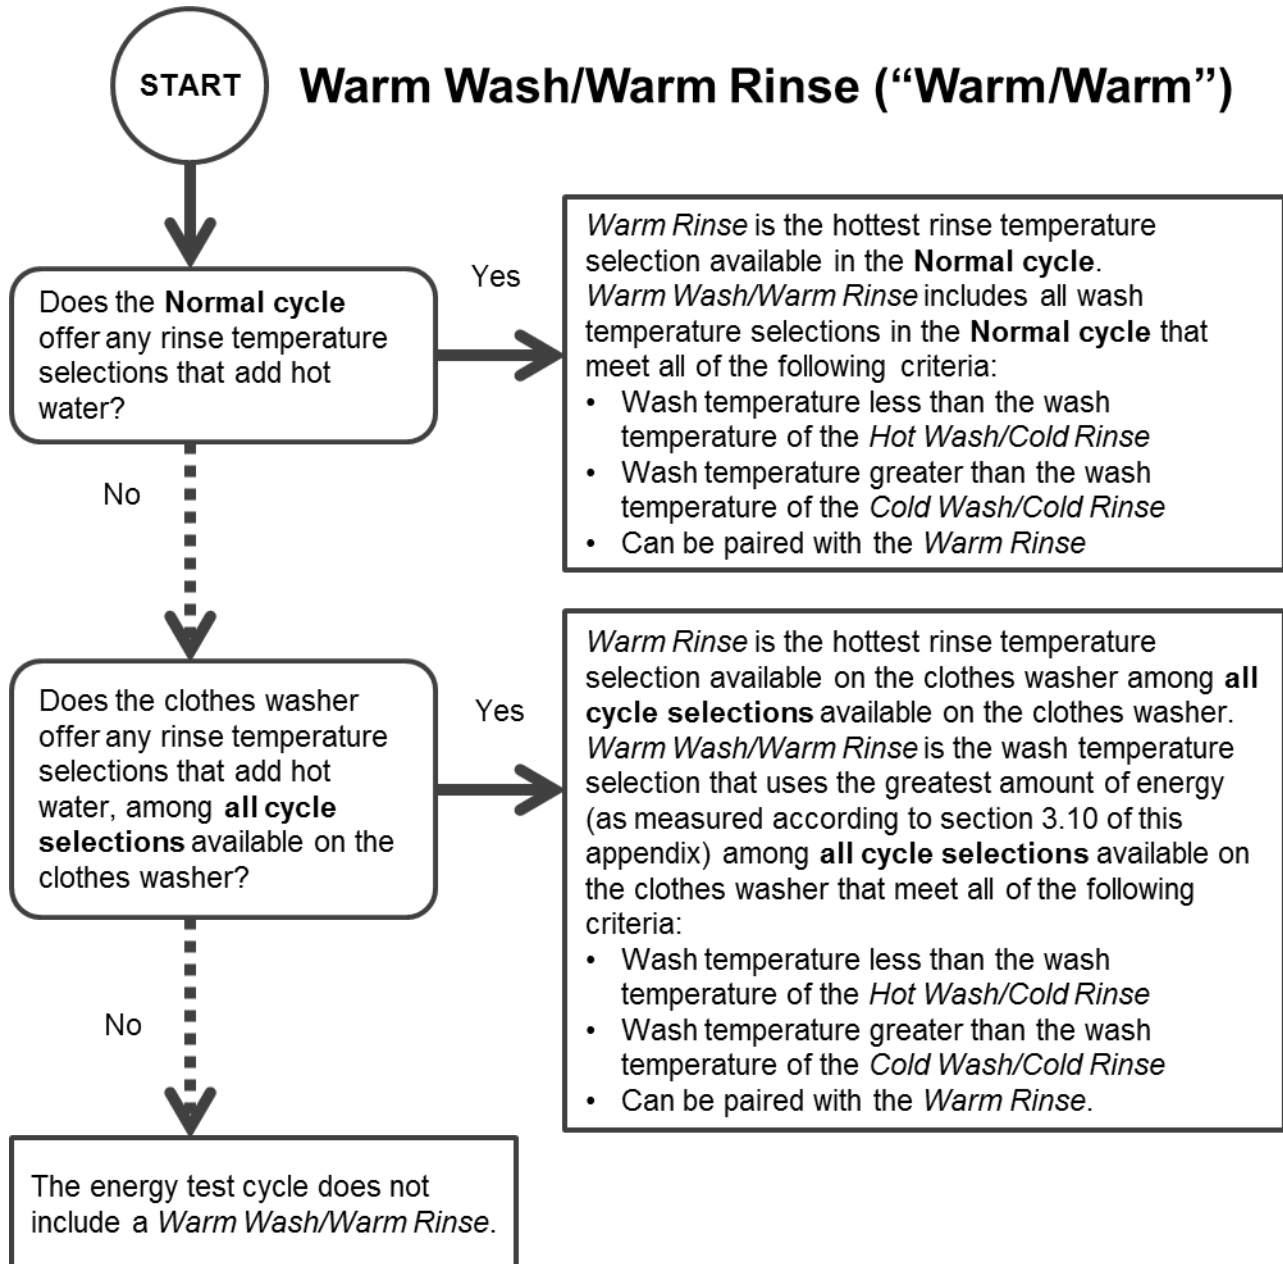 START
Warm Wash/Warm Rinse (“Warm/Warm”)
Does the Normal cycle
offer any rinse temperature
selections that add hot
water?
Yes
Warm Rinse is the hottest rinse temperature
selection available in the Normal cycle.
Warm Wash/Warm Rinse includes all wash
temperature selections in the Normal cycle that
meet all of the following criteria:
• Wash temperature less than the wash
temperature of the Hot Wash/Cold Rinse
• Wash temperature greater than the wash
temperature of the Cold Wash/Cold Rinse
• Can be paired with the Warm Rinse
No
Does the clothes washer
offer any rinse temperature
selections that add hot
water, among all cycle
selections available on the
clothes washer?
Yes
Warm Rinse is the hottest rinse temperature
selection available on the clothes washer among all
cycle selections available on the clothes washer.
Warm Wash/Warm Rinse is the wash temperature
selection that uses the greatest amount of energy
(as measured according to section 3.10 of this
appendix) among all cycle selections available on
the clothes washer that meet all of the following
criteria:
• Wash temperature less than the wash
temperature of the Hot Wash/Cold Rinse
• Wash temperature greater than the wash
temperature of the Cold Wash/Cold Rinse
• Can be paired with the Warm Rinse.
No
The energy test cycle does not
include a Warm Wash/Warm Rinse.